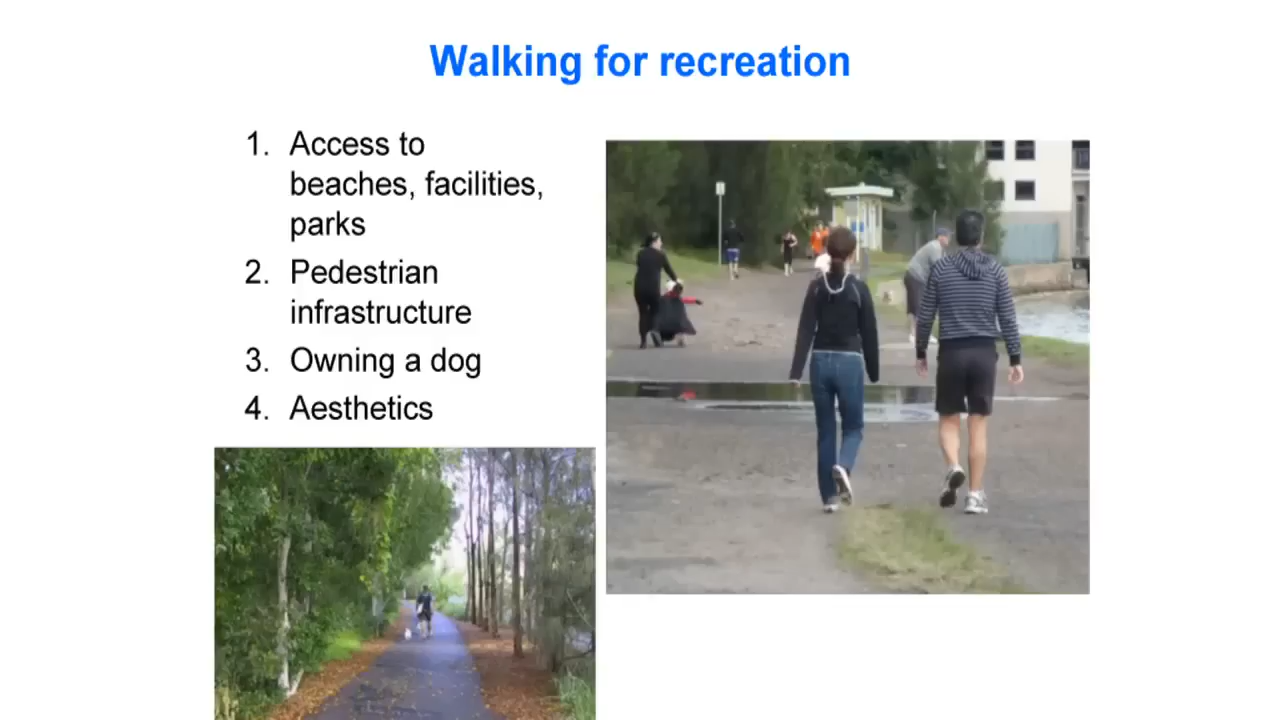 Walking for recreation
1. Access to
beaches, facilities,
parks
2. Pedestrian
infrastructure
3. Owning a dog
4. Aesthetics